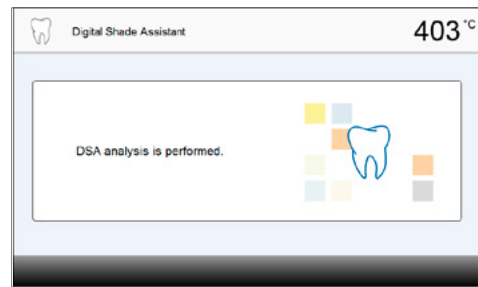 Digital Shade Assistant
403 °C
DSA analysis is performed.